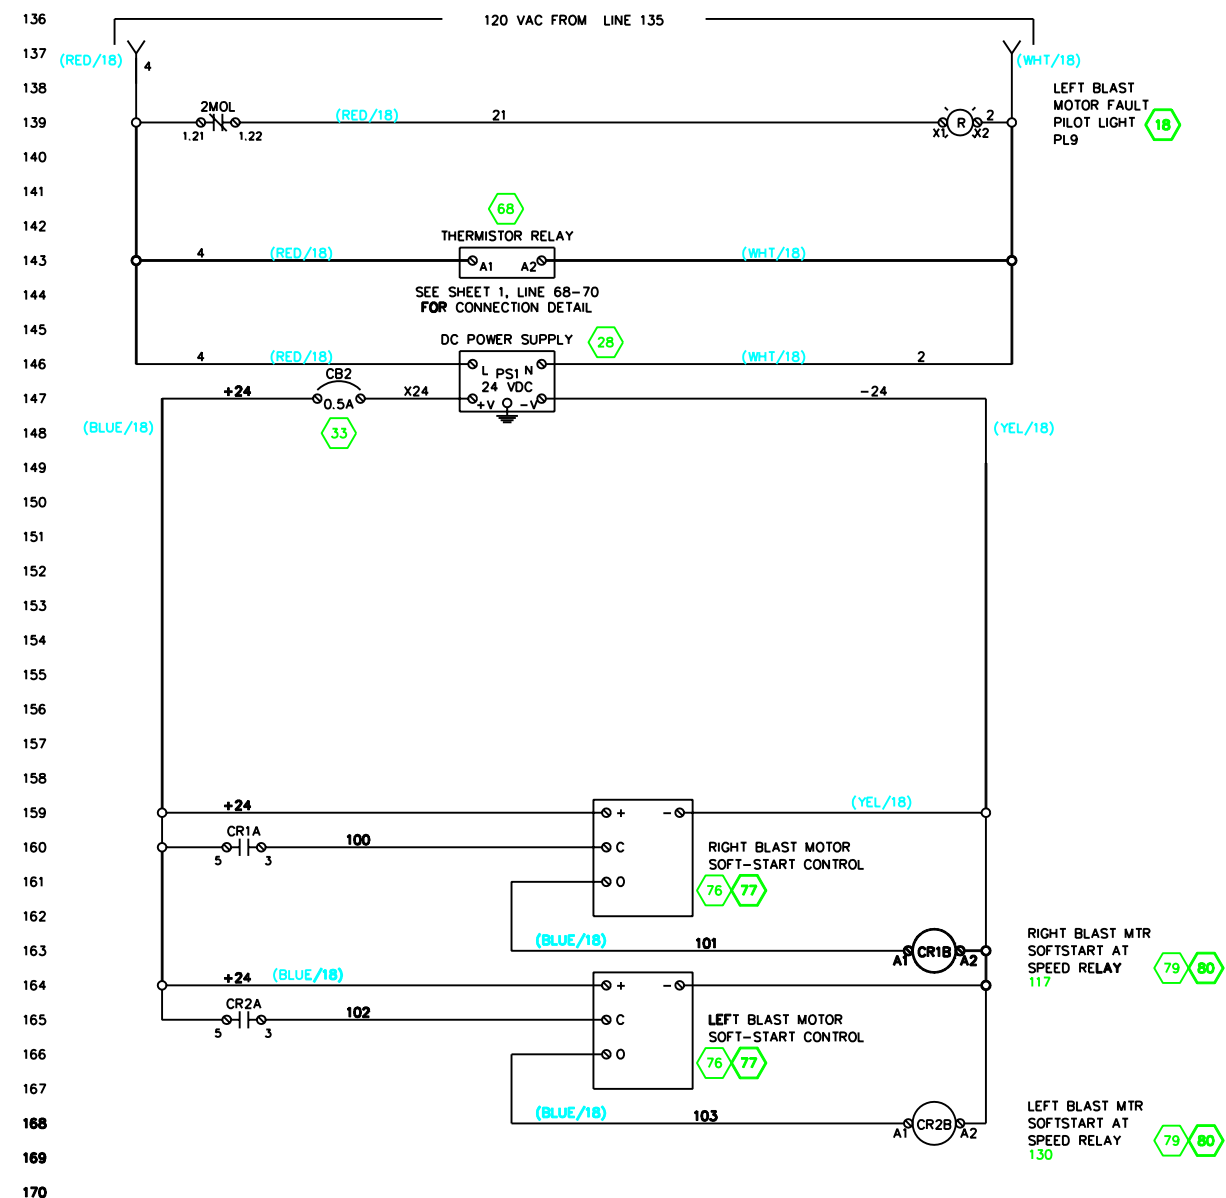 136 120 VAC FROM LINE 135
137 (RED/18) 4 (WHT/18)
138 LEFT BLAST
MOTOR FAULT
2MOL (RED/18) 21 2
139 PILOT LIGHT 18
1.21 1.22 X1 R X2
PL9
140
141
68
142
THERMISTOR RELAY
143 4 (RED/18) A1 A2 (WHT/18)
144 SEE SHEET 1, LINE 68-70
FOR CONNECTION DETAIL
145
DC POWER SUPPLY 28
146 4 (RED/18) L PS1 N (WHT/18) 2
CB2
24 VDC
147 +24 0.5A X24 +V -V -24
148 (BLUE/18) 33 (YEL/18)
149
150
151
152
153
154
155
156
157
158
159 +24 + - (YEL/18)
CR1A
160 5 3 100 C RIGHT BLAST MOTOR
SOFT-START CONTROL
161 O 76 77
162
RIGHT BLAST MTR
163 (BLUE/18) 101 A1 CR1B A2 SOFTSTART AT
SPEED RELAY 79 80
117
164 +24 (BLUE/18) + -
CR2A
165 5 3 102 C LEFT BLAST MOTOR
SOFT-START CONTROL
166 O 76 77
167
LEFT BLAST MTR
168 (BLUE/18) 103 A1 CR2B A2 SOFTSTART AT
SPEED RELAY 79 80
130
169
170